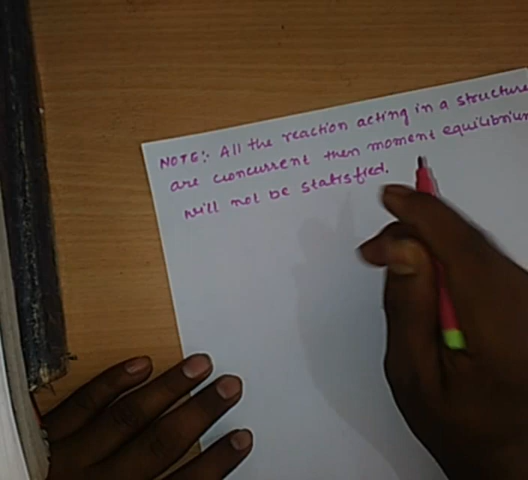 NOTE:- All the reaction acting in a structure
are concurrent then moment equilibrium
will not be statisfied.